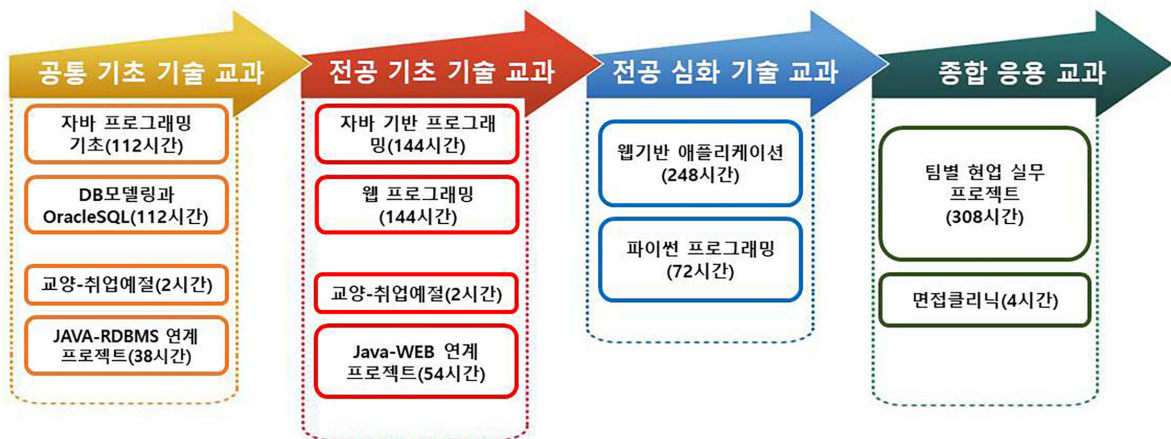 공통 기초 기술 교과
자바 프로그래밍
기초(112시간)
DB모델링과
OracleSQL(112시간)
교양-취업예절(2시간)
JAVA-RDBMS 연계
프로젝트(38시간)
전공 기초 기술 교과
자바 기반 프로그래
밍(144시간)
웹 프로그래밍
(144시간)
교양-취업예절(2시간)
Java-WEB 연계
프로젝트(54시간)
전공 심화 기술 교과
웹기반 애플리케이션
(248시간)
파이썬 프로그래밍
(72시간)
종합 응용 교과
팀별 현업 실무
프로젝트
(308시간)
면접클리닉(4시간)